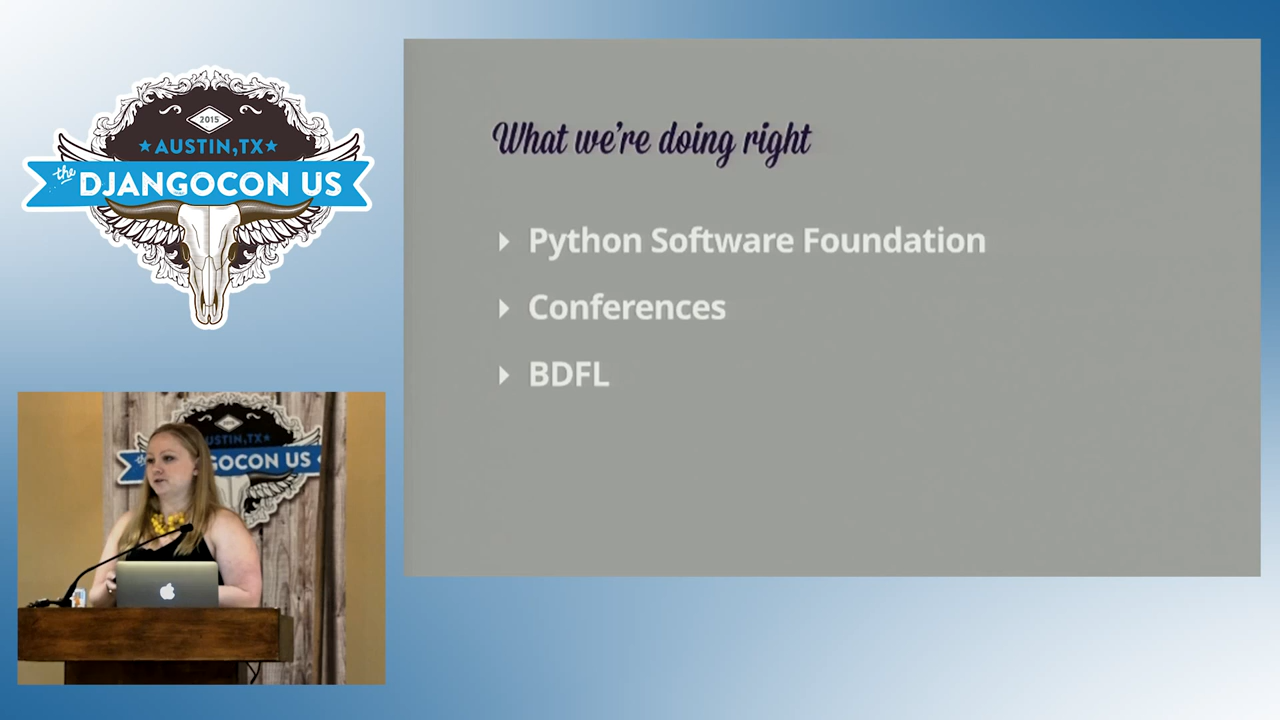 2015
AUSTIN,TX
the
DJANGOCON US
What we're doing right
Python Software Foundation
Conferences
BDFL
USTIN,TX
GOCON US